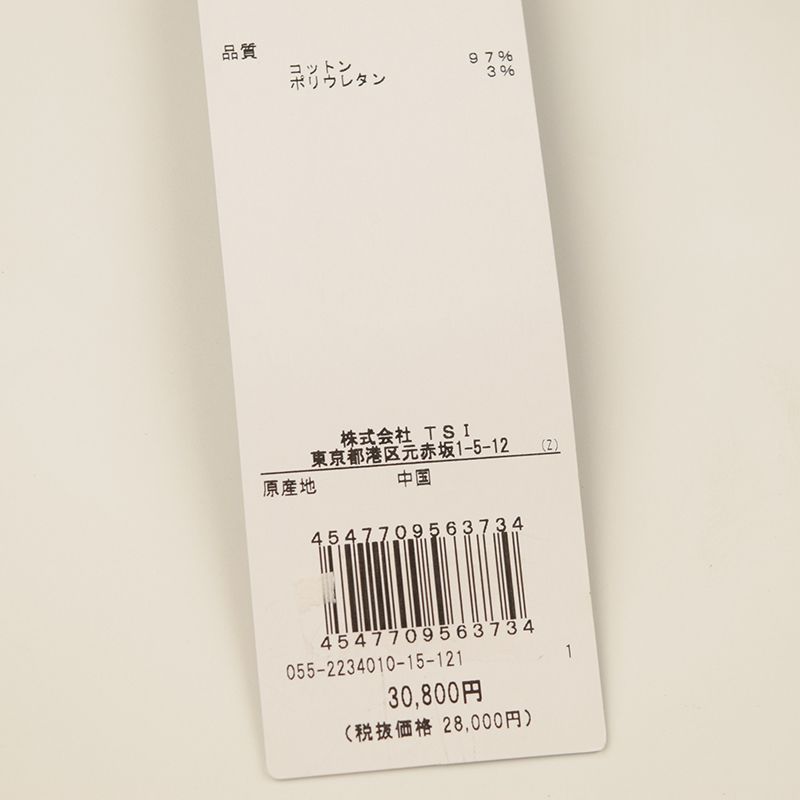 品質
コットン 97%
ポリウレタン 3%
株式会社 TSI
東京都港区元赤坂1-5-12 (Z)
原産地 中国
4547709563734
4547709563734
055-2234010-15-121 1
30,800円
(税抜価格 28,000円)